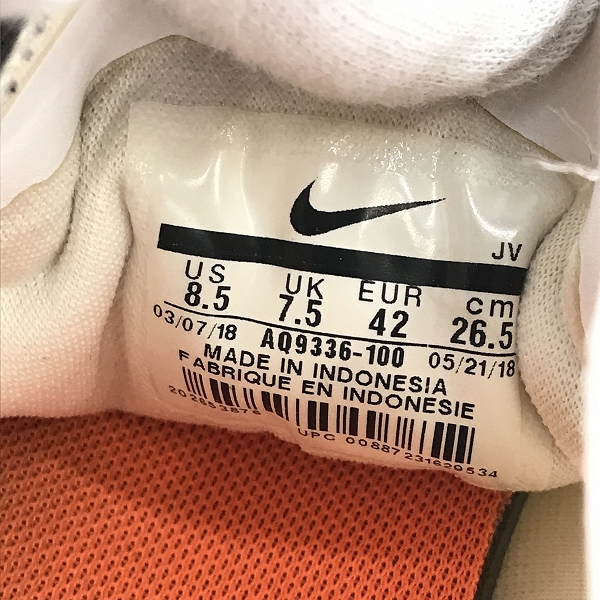 JV
US UK EUR cm
8.5 7.5 42 26.5
03/07/18 AQ9336-100 05/21/18
MADE IN INDONESIA
FABRIQUE EN INDONESIE
UPC 00887231629534